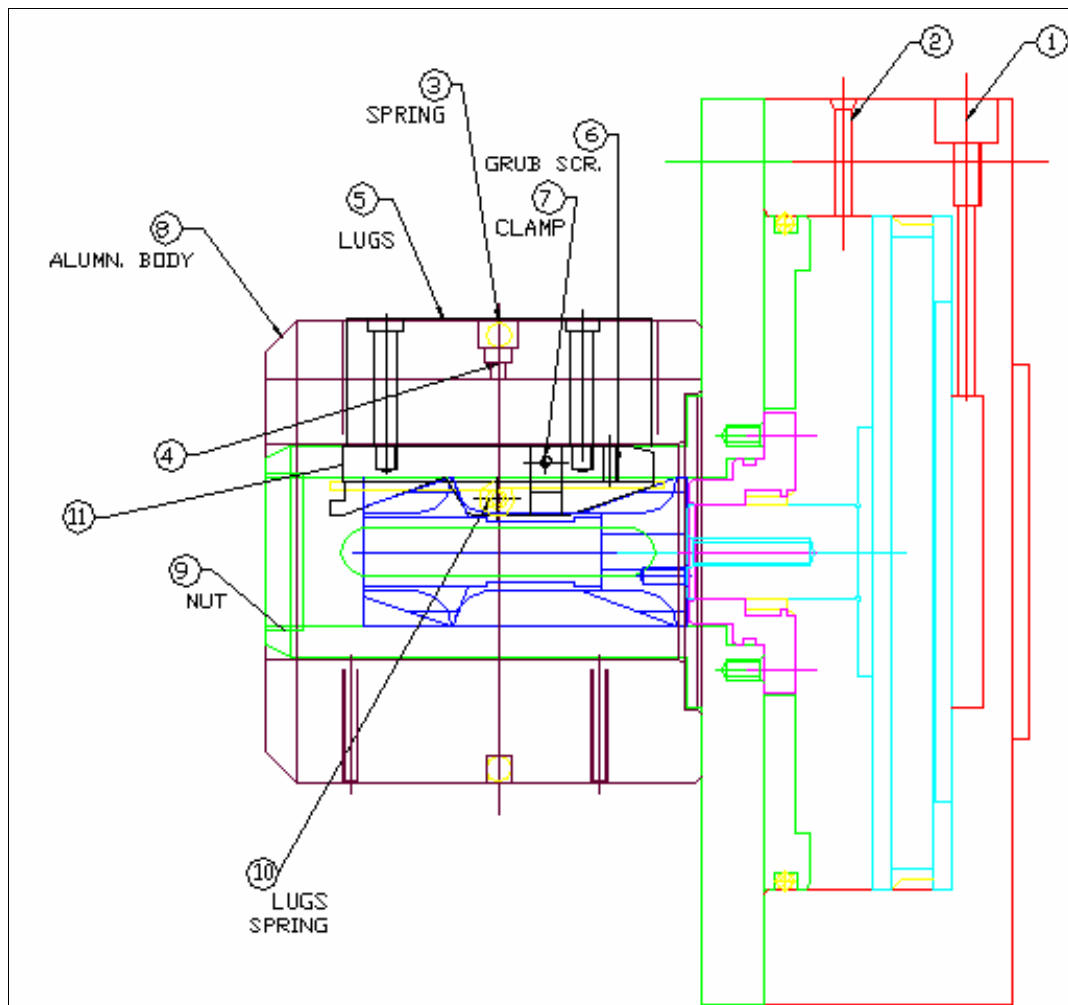 2
1
3
SPRING
6
GRUB SCR.
5
LUGS
7
CLAMP
8
ALUMN. BODY
4
11
9
NUT
10
LUGS
SPRING